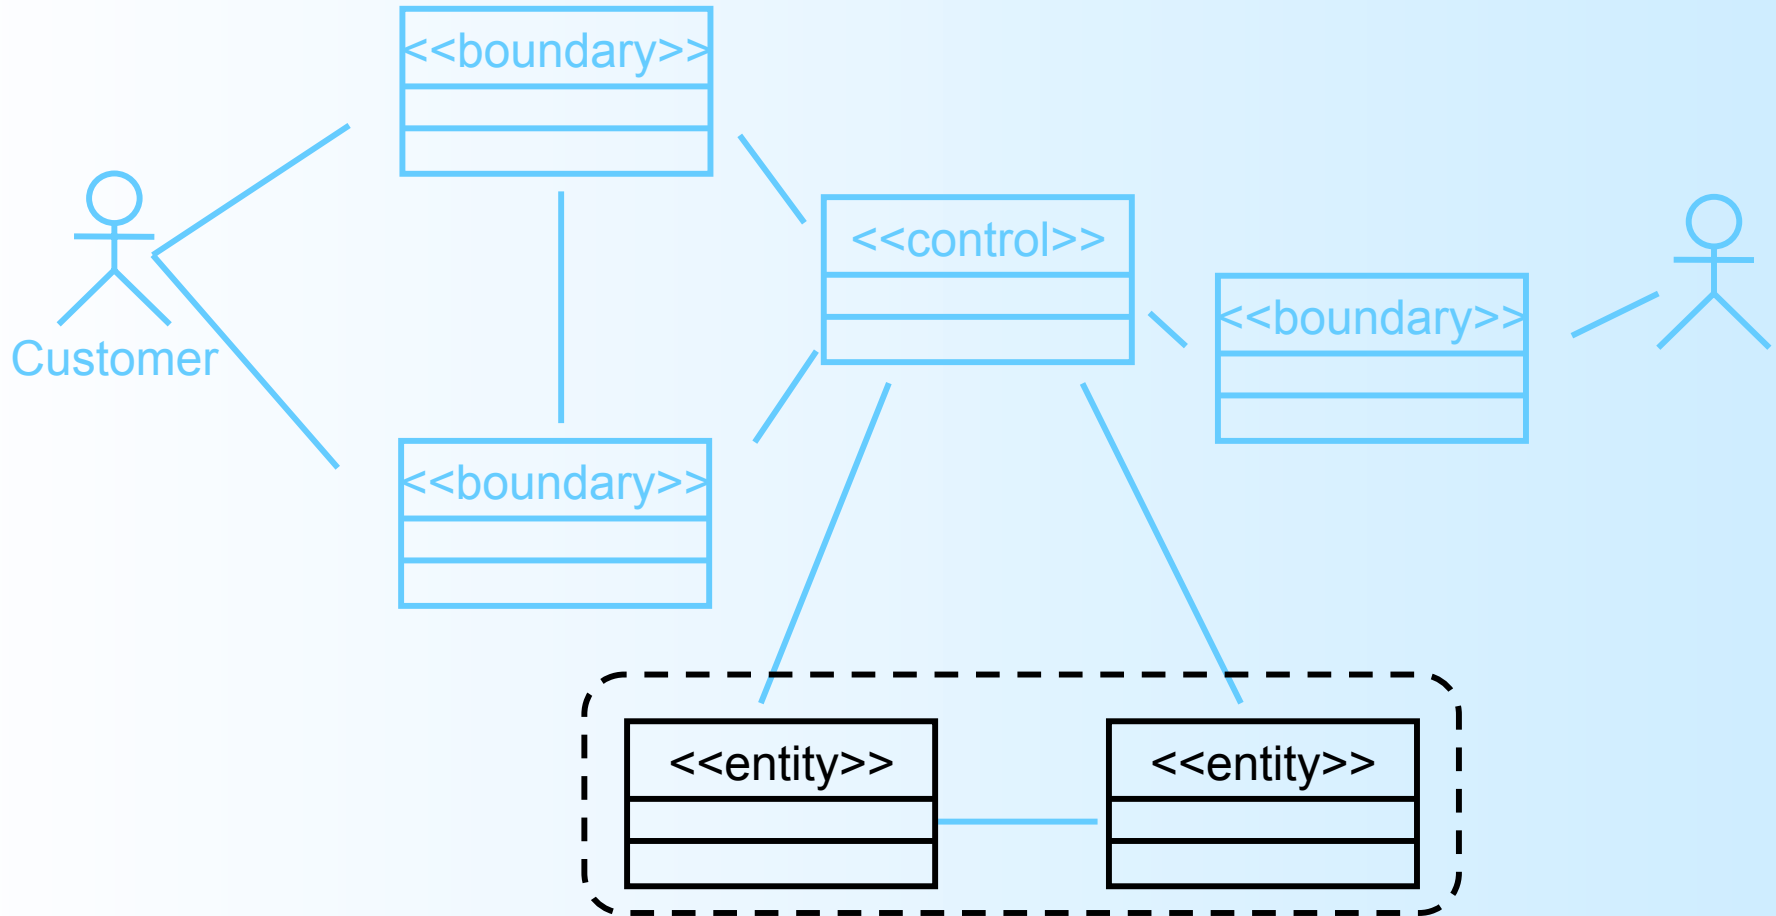 <<boundary>>
<<control>>
<<boundary>>
Customer
<<boundary>>
<<entity>>
<<entity>>